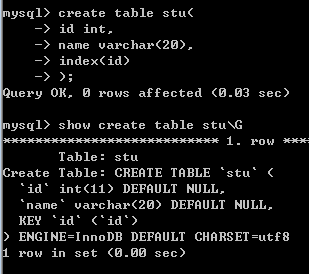 mysql> create table stu(
    -> id int,
    -> name varchar(20),
    -> index(id)
    -> );
Query OK, 0 rows affected (0.03 sec)
mysql> show create table stu\G
*************************** 1. row ****
       Table: stu
Create Table: CREATE TABLE `stu` (
  `id` int(11) DEFAULT NULL,
  `name` varchar(20) DEFAULT NULL,
  KEY `id` (`id`)
) ENGINE=InnoDB DEFAULT CHARSET=utf8
1 row in set (0.00 sec)